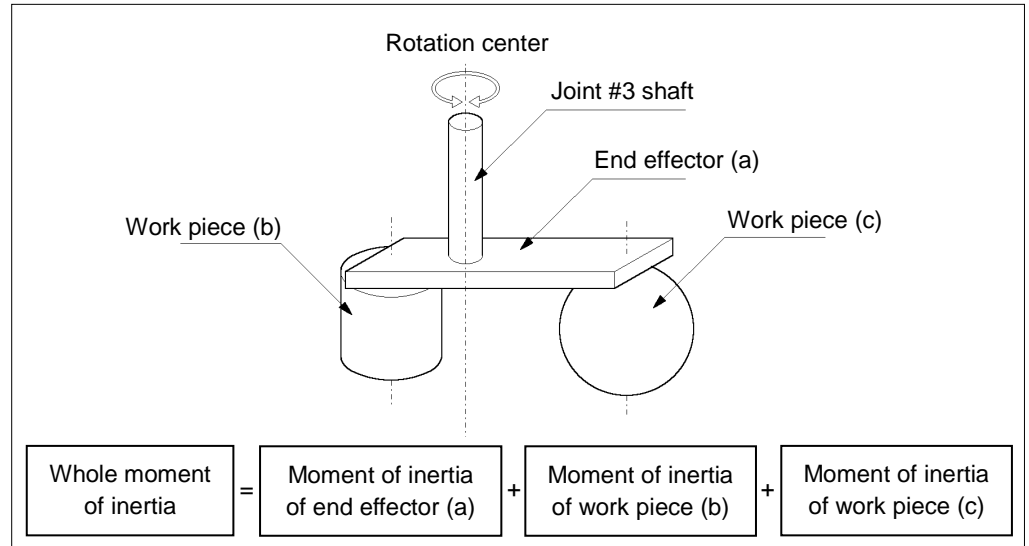 Rotation center
Joint #3 shaft
End effector (a)
Work piece (b)
Work piece (c)
Whole moment
of inertia
=
Moment of inertia
of end effector (a)
+
Moment of inertia
of work piece (b)
+
Moment of inertia
of work piece (c)